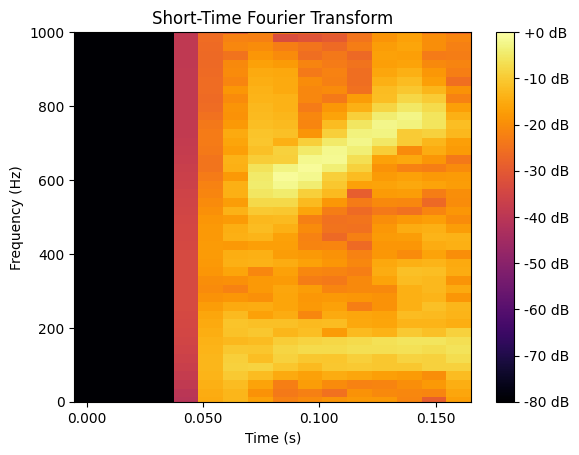 Short-Time Fourier Transform
1000
800
600
400
200
0
Frequency (Hz)
0.000
0.050
0.100
0.150
Time (s)
+0 dB
-10 dB
-20 dB
-30 dB
-40 dB
-50 dB
-60 dB
-70 dB
-80 dB